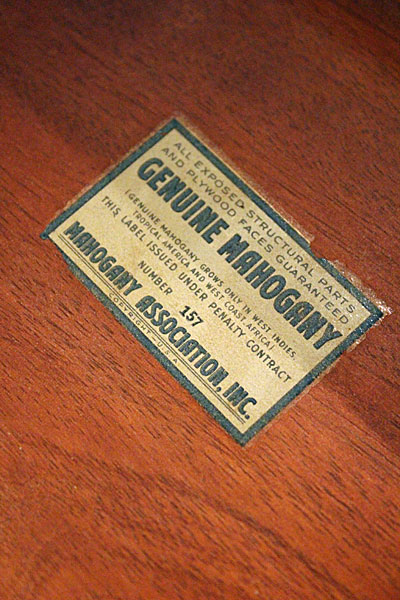 ALL EXPOSED STRUCTURAL PARTS
AND PLYWOOD FACES GUARANTEED
GENUINE MAHOGANY
(GENUINE MAHOGANY GROWS ONLY IN WEST INDIES,
TROPICAL AMERICA AND WEST COAST AFRICA)
THIS LABEL ISSUED UNDER PENALTY CONTRACT
NUMBER 157
MAHOGANY ASSOCIATION, INC.
COPYRIGHT U.S.A